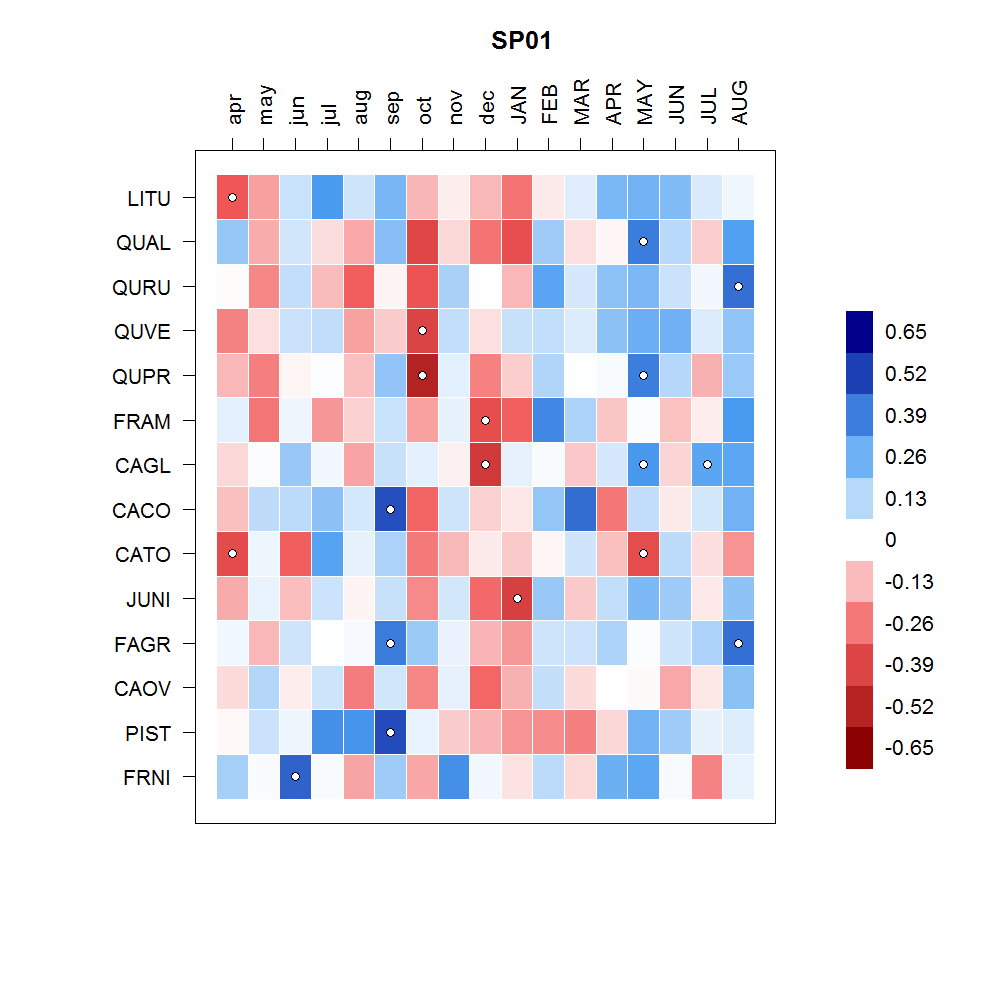 SP01
apr may jun jul aug sep oct nov dec JAN FEB MAR APR MAY JUN JUL AUG
LITU
QUAL
QURU
QUVE
QUPR
FRAM
CAGL
CACO
CATO
JUNI
FAGR
CAOV
PIST
FRNI
0.65
0.52
0.39
0.26
0.13
0
-0.13
-0.26
-0.39
-0.52
-0.65